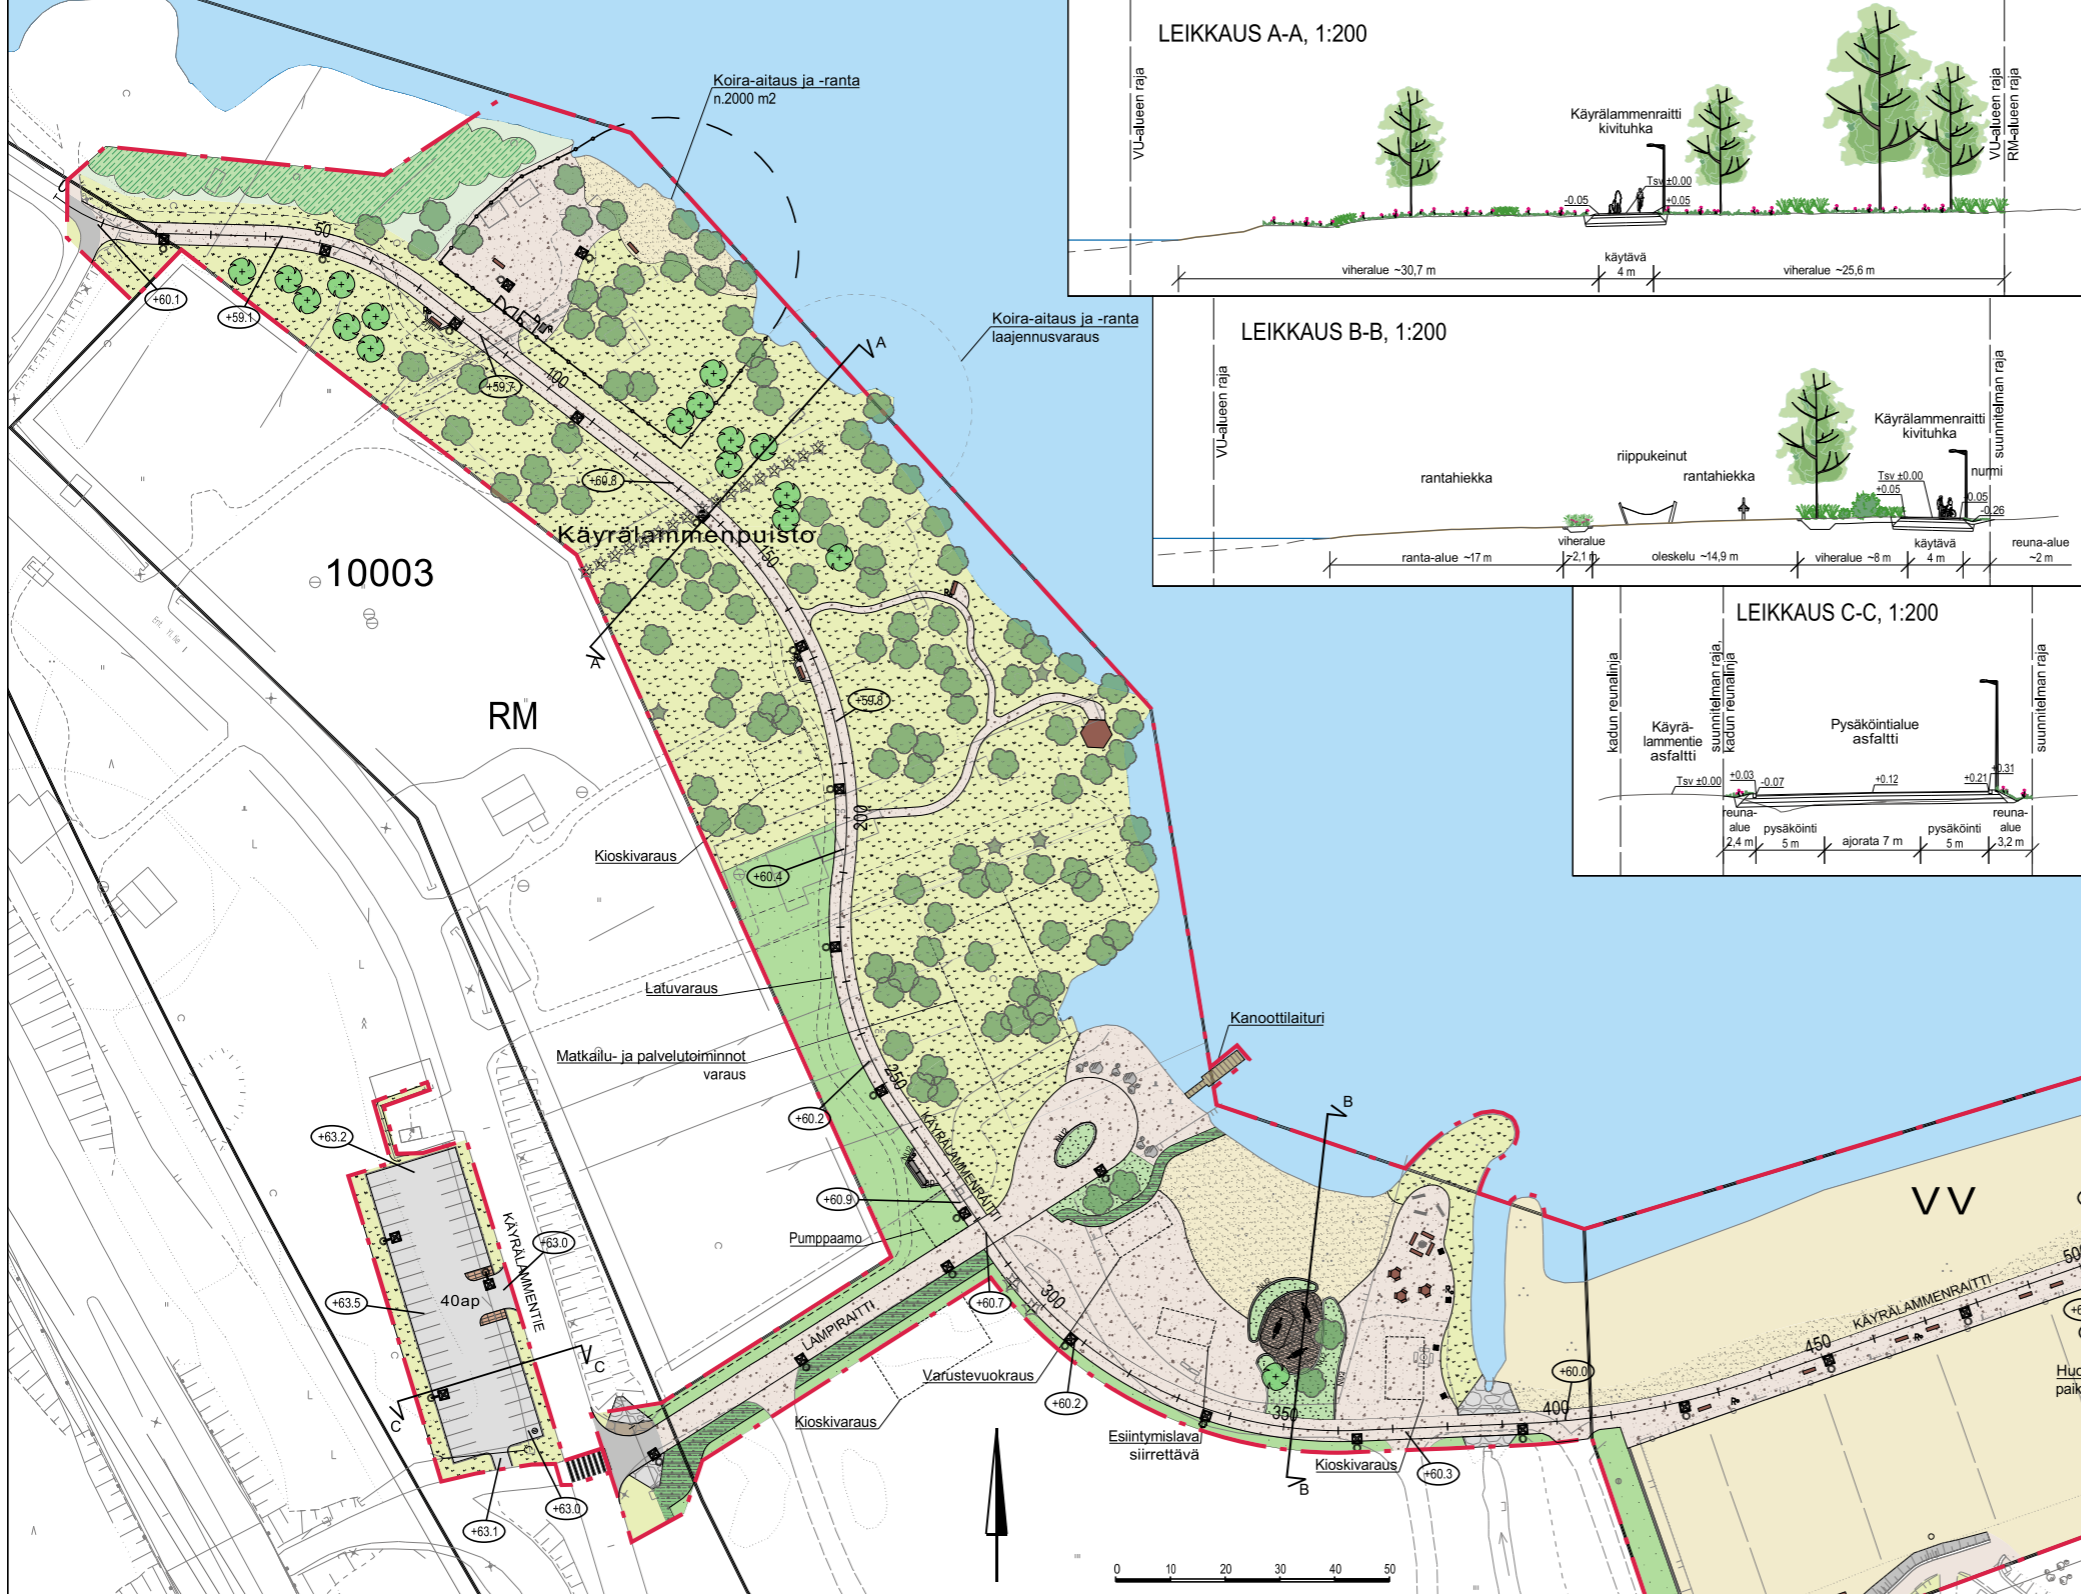 LEIKKAUS A-A, 1:200
VU-alueen raja
VU-alueen raja
RM-alueen raja
Käyrälammenraitti
kivituhka
Tsv ±0.00
-0.05
+0.05
viheralue ~30,7 m
käytävä
4 m
viheralue ~25,6 m
LEIKKAUS B-B, 1:200
VU-alueen raja
suunnitelman raja
rantahiekka
riippukeinut
rantahiekka
Käyrälammenraitti
kivituhka
nurmi
Tsv ±0.00
+0.05
-0.05
-0.26
ranta-alue ~17 m
viheralue
~2,1 m
oleskelu ~14,9 m
viheralue ~8 m
käytävä
4 m
reuna-alue
~2 m
LEIKKAUS C-C, 1:200
kadun reunalinja
suunnitelman raja,
kadun reunalinja
suunnitelman raja
Käyrä-
lammentie
asfaltti
Pysäköintialue
asfaltti
Tsv ±0.00
+0.03
-0.07
+0.12
+0.21
+0.31
reuna-
alue
2,4 m
pysäköinti
5 m
ajorata 7 m
pysäköinti
5 m
reuna-
alue
3,2 m
Koira-aitaus ja -ranta
n.2000 m2
Koira-aitaus ja -ranta
laajennusvaraus
0
50
+60.1
+59.1
+59.7
100
A
+60.8
Käyrälammenpuisto
150
10003
A
RM
+59.8
200
Kioskivaraus
+60.4
Latuvaraus
Matkailu- ja palvelutoiminnot
varaus
250
+60.2
KÄYRÄLAMMENRAITTI
Kanoottilaituri
B
+60.9
Pumppaamo
+63.2
+63.0
KÄYRÄLAMMENTIE
+63.5
40ap
C
C
LAMPIRAITTI
+60.7
300
Varustevuokraus
+60.2
Kioskivaraus
Esiintymislava
siirrettävä
350
Kioskivaraus
+60.3
B
400
+60.0
450
KÄYRÄLAMMENRAITTI
VV
+63.1
+63.0
0 10 20 30 40 50